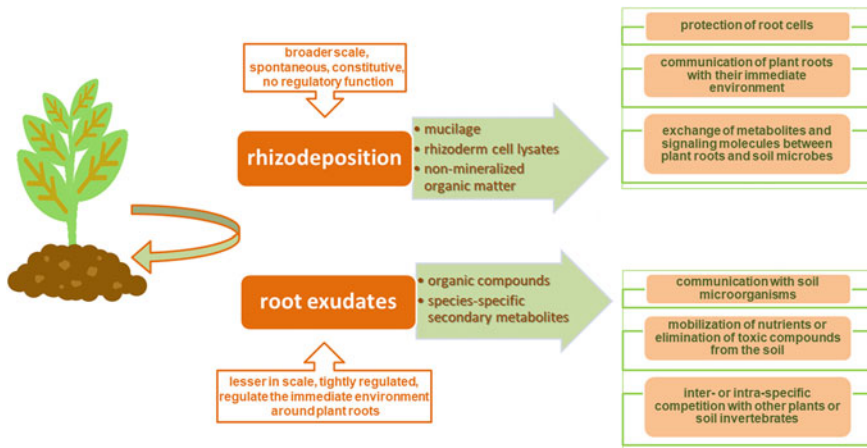 broader scale,
spontaneous, constitutive,
no regulatory function
rhizodeposition
• mucilage
• rhizoderm cell lysates
• non-mineralized
organic matter
protection of root cells
communication of plant roots
with their immediate
environment
exchange of metabolites and
signaling molecules between
plant roots and soil microbes
root exudates
• organic compounds
• species-specific
secondary metabolites
lesser in scale, tightly regulated,
regulate the immediate environment
around plant roots
communication with soil
microorganisms
mobilization of nutrients or
elimination of toxic compounds
from the soil
inter- or intra-specific
competition with other plants or
soil invertebrates